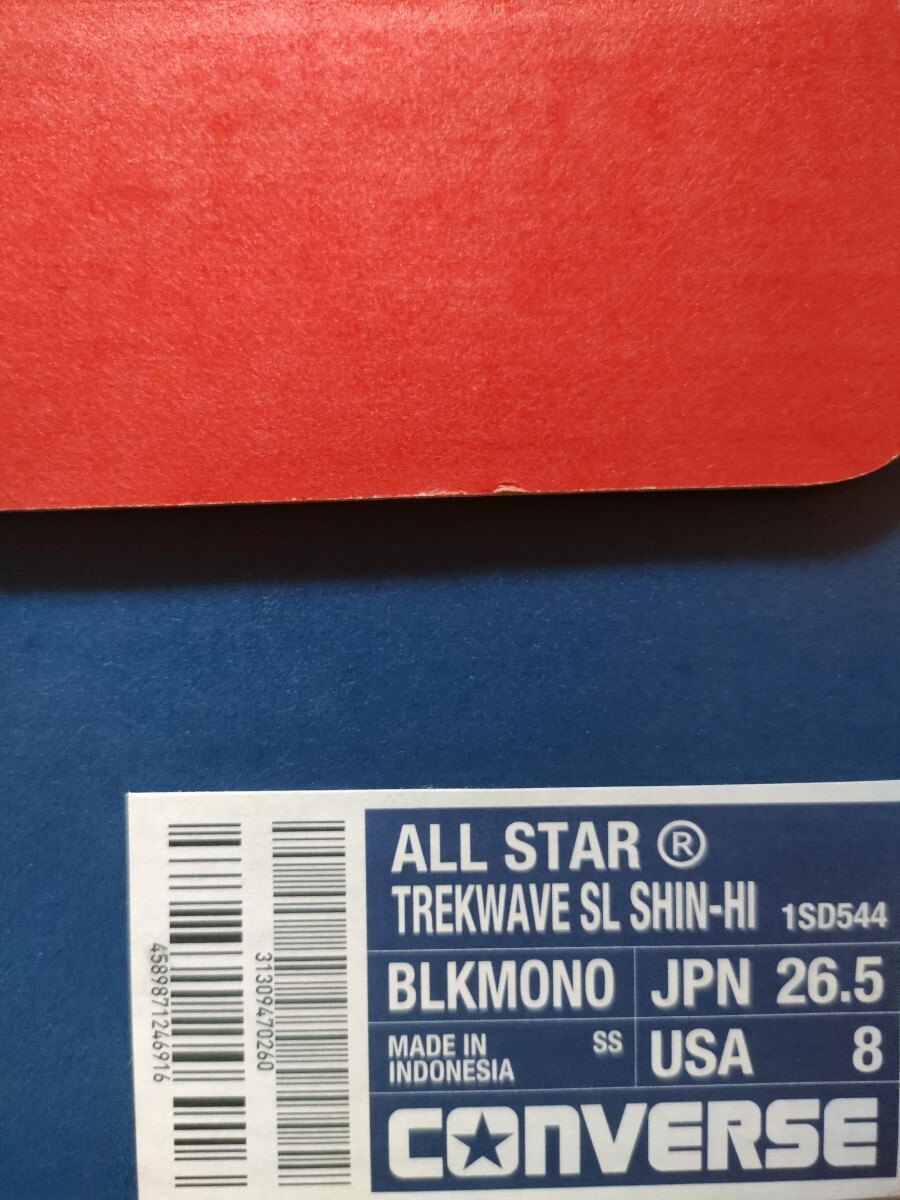 ALL STAR ®
TREKWAVE SL SHIN-HI 1SD544
BLKMONO JPN 26.5
MADE IN INDONESIA SS USA 8
CONVERSE
4589871246916
31309470260